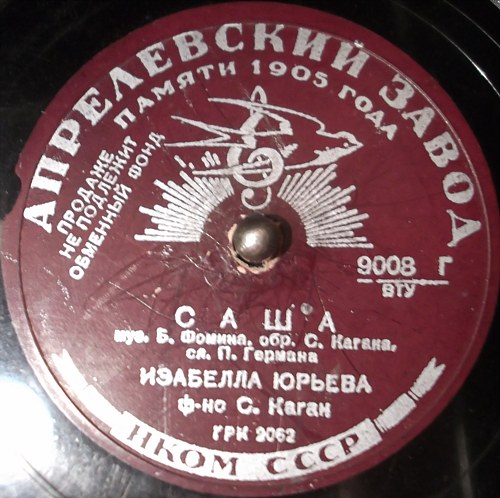 АПРЕЛЕВСКИЙ ЗАВОД
ПАМЯТИ 1905 ГОДА
ПРОДАЖЕ
НЕ ПОДЛЕЖИТ
ОБМЕННЫЙ ФОНД
9008 Г
ВТУ
САША
муз. Б. Фомина, обр. С. Кагана,
сл. П. Германа
ИЗАБЕЛЛА ЮРЬЕВА
ф-но С. Каган
ГРК 2062
НКОМ СССР